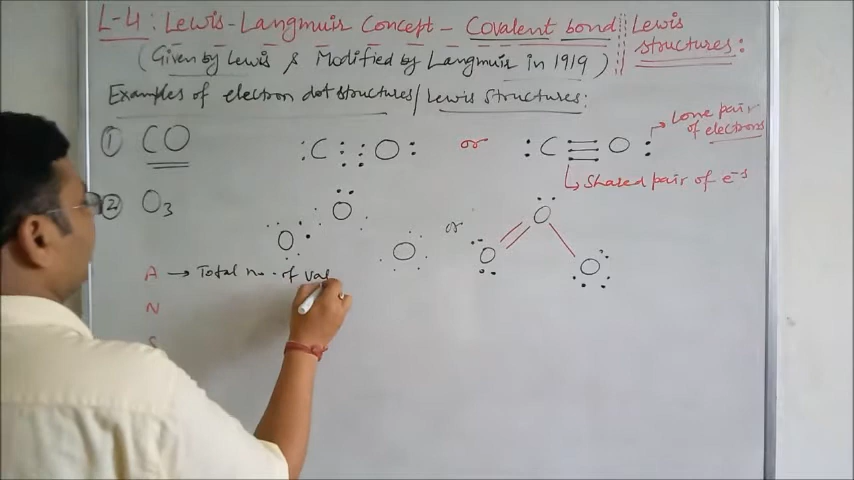 L-4: Lewis-Langmuir Concept - Covalent bond
Lewis structures:
(Given by Lewis & Modified by Langmuir in 1919)
Examples of electron dot structures/Lewis structures:
① CO
:C ::: O :
or
: C ≡ O :
Lone pair of electrons
Shared pair of e⁻s
② O₃
O
O
O
or
O
O
O
A → Total no. of val
N
S